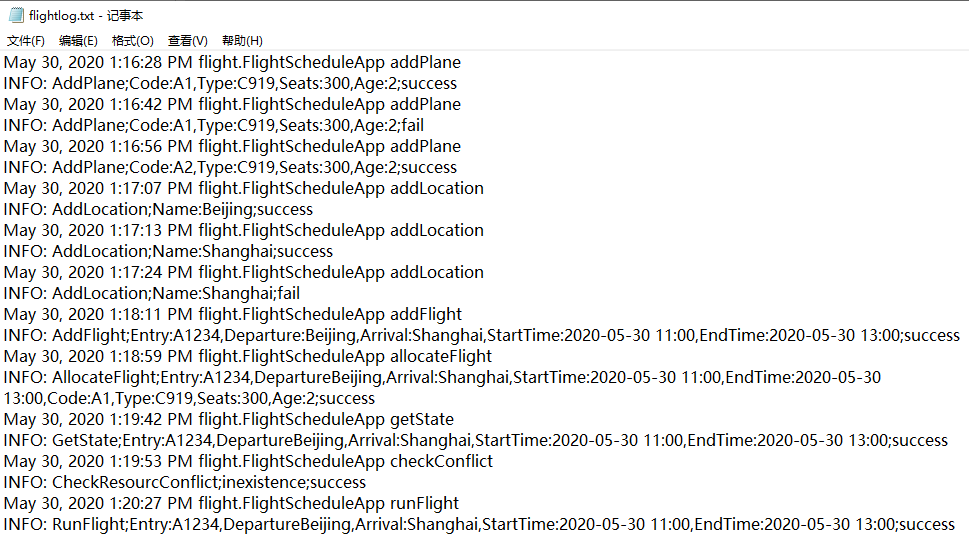 flightlog.txt - 记事本
文件(F) 编辑(E) 格式(O) 查看(V) 帮助(H)
May 30, 2020 1:16:28 PM flight.FlightScheduleApp addPlane
INFO: AddPlane;Code:A1,Type:C919,Seats:300,Age:2;success
May 30, 2020 1:16:42 PM flight.FlightScheduleApp addPlane
INFO: AddPlane;Code:A1,Type:C919,Seats:300,Age:2;fail
May 30, 2020 1:16:56 PM flight.FlightScheduleApp addPlane
INFO: AddPlane;Code:A2,Type:C919,Seats:300,Age:2;success
May 30, 2020 1:17:07 PM flight.FlightScheduleApp addLocation
INFO: AddLocation;Name:Beijing;success
May 30, 2020 1:17:13 PM flight.FlightScheduleApp addLocation
INFO: AddLocation;Name:Shanghai;success
May 30, 2020 1:17:24 PM flight.FlightScheduleApp addLocation
INFO: AddLocation;Name:Shanghai;fail
May 30, 2020 1:18:11 PM flight.FlightScheduleApp addFlight
INFO: AddFlight;Entry:A1234,Departure:Beijing,Arrival:Shanghai,StartTime:2020-05-30 11:00,EndTime:2020-05-30 13:00;success
May 30, 2020 1:18:59 PM flight.FlightScheduleApp allocateFlight
INFO: AllocateFlight;Entry:A1234,DepartureBeijing,Arrival:Shanghai,StartTime:2020-05-30 11:00,EndTime:2020-05-30
13:00,Code:A1,Type:C919,Seats:300,Age:2;success
May 30, 2020 1:19:42 PM flight.FlightScheduleApp getState
INFO: GetState;Entry:A1234,DepartureBeijing,Arrival:Shanghai,StartTime:2020-05-30 11:00,EndTime:2020-05-30 13:00;success
May 30, 2020 1:19:53 PM flight.FlightScheduleApp checkConflict
INFO: CheckResourcConflict;inexistence;success
May 30, 2020 1:20:27 PM flight.FlightScheduleApp runFlight
INFO: RunFlight;Entry:A1234,DepartureBeijing,Arrival:Shanghai,StartTime:2020-05-30 11:00,EndTime:2020-05-30 13:00;success